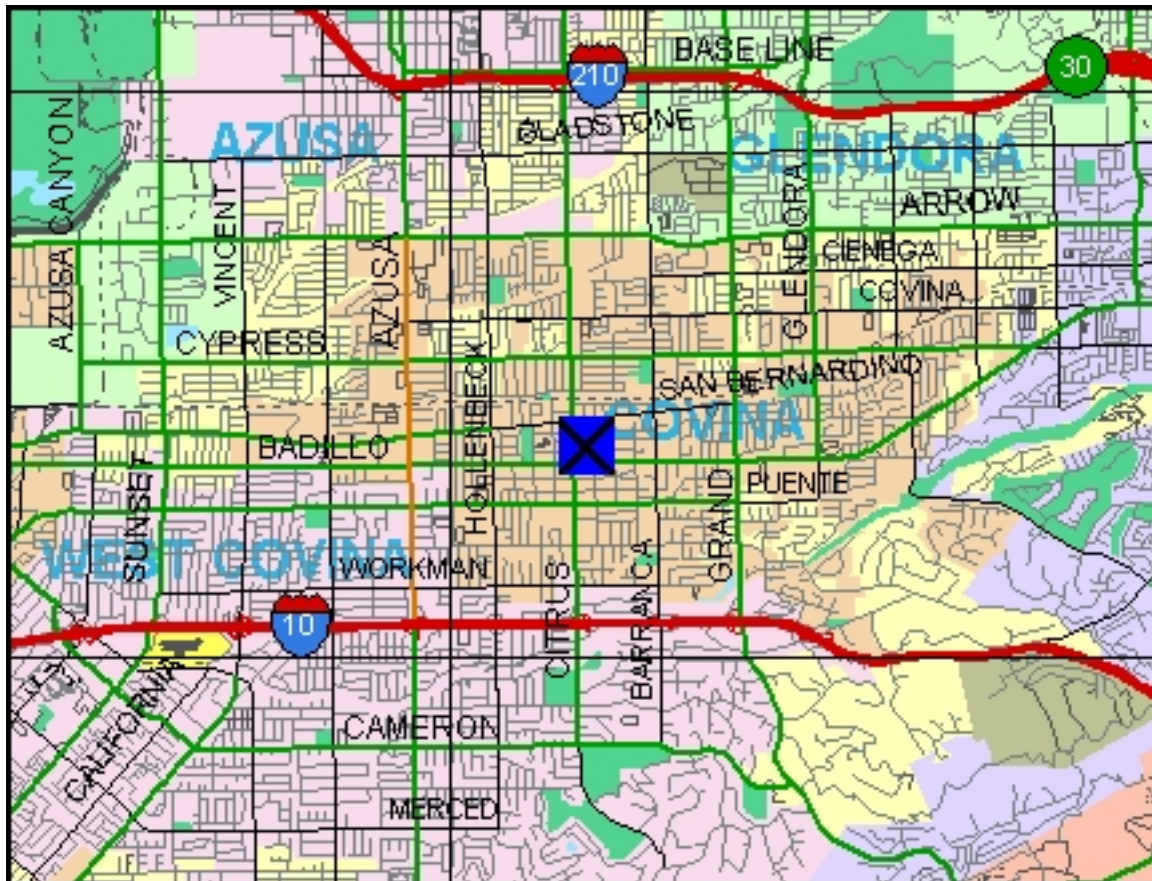 BASE LINE
210
30
GLADSTONE
AZUSA
GLENDORA
AZUSA CANYON
VINCENT
ARROW
GLENDORA
CIENEGA
AZUSA
COVINA
CYPRESS
HOLLENBECK
SAN BERNARDINO
COVINA
BADILLO
SUNSET
PUENTE
GRAND
WEST COVINA
WORKMAN
CITRUS
BARRANCA
10
CALIFORNIA
CAMERON
MERCED